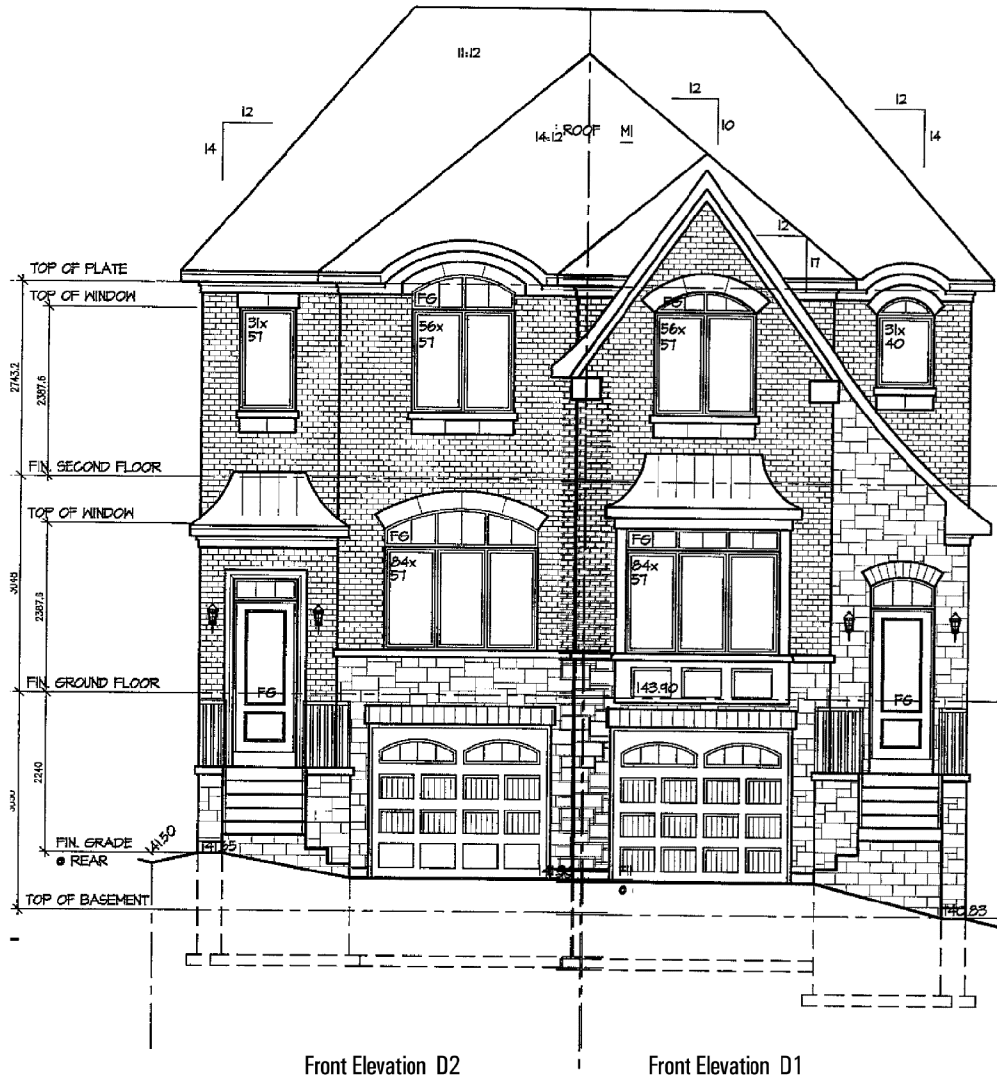 11:12
12
12
12
14
14:12
ROOF M1
10
14
12
17
TOP OF PLATE
TOP OF WINDOW
FG
FG
31x
57
56x
57
56x
57
31x
40
2743.2
2387.6
FIN. SECOND FLOOR
TOP OF WINDOW
FG
FG
84x
57
84x
57
3048
2387.6
FIN. GROUND FLOOR
FG
143.90
FG
2240
FIN. GRADE
@ REAR
141.50
TOP OF BASEMENT
Front Elevation D2
Front Elevation D1